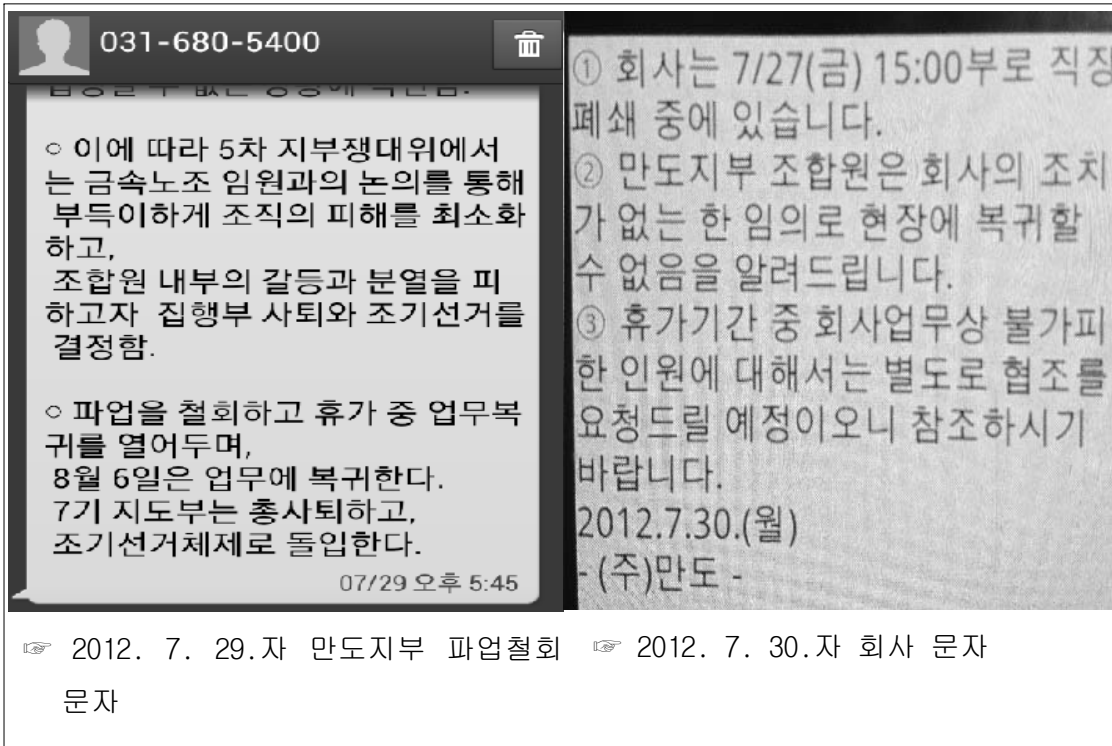 031-680-5400
○ 이에 따라 5차 지부쟁대위에서
는 금속노조 임원과의 논의를 통해
부득이하게 조직의 피해를 최소화
하고,
조합원 내부의 갈등과 분열을 피
하고자 집행부 사퇴와 조기선거를
결정함.
○ 파업을 철회하고 휴가 중 업무복
귀를 열어두며,
8월 6일은 업무에 복귀한다.
7기 지도부는 총사퇴하고,
조기선거체제로 돌입한다.
07/29 오후 5:45
① 회사는 7/27(금) 15:00부로 직장
폐쇄 중에 있습니다.
② 만도지부 조합원은 회사의 조치
가 없는 한 임의로 현장에 복귀할
수 없음을 알려드립니다.
③ 휴가기간 중 회사업무상 불가피
한 인원에 대해서는 별도로 협조를
요청드릴 예정이오니 참조하시기
바랍니다.
2012.7.30.(월)
- (주)만도 -
☞ 2012. 7. 29.자 만도지부 파업철회
문자
☞ 2012. 7. 30.자 회사 문자